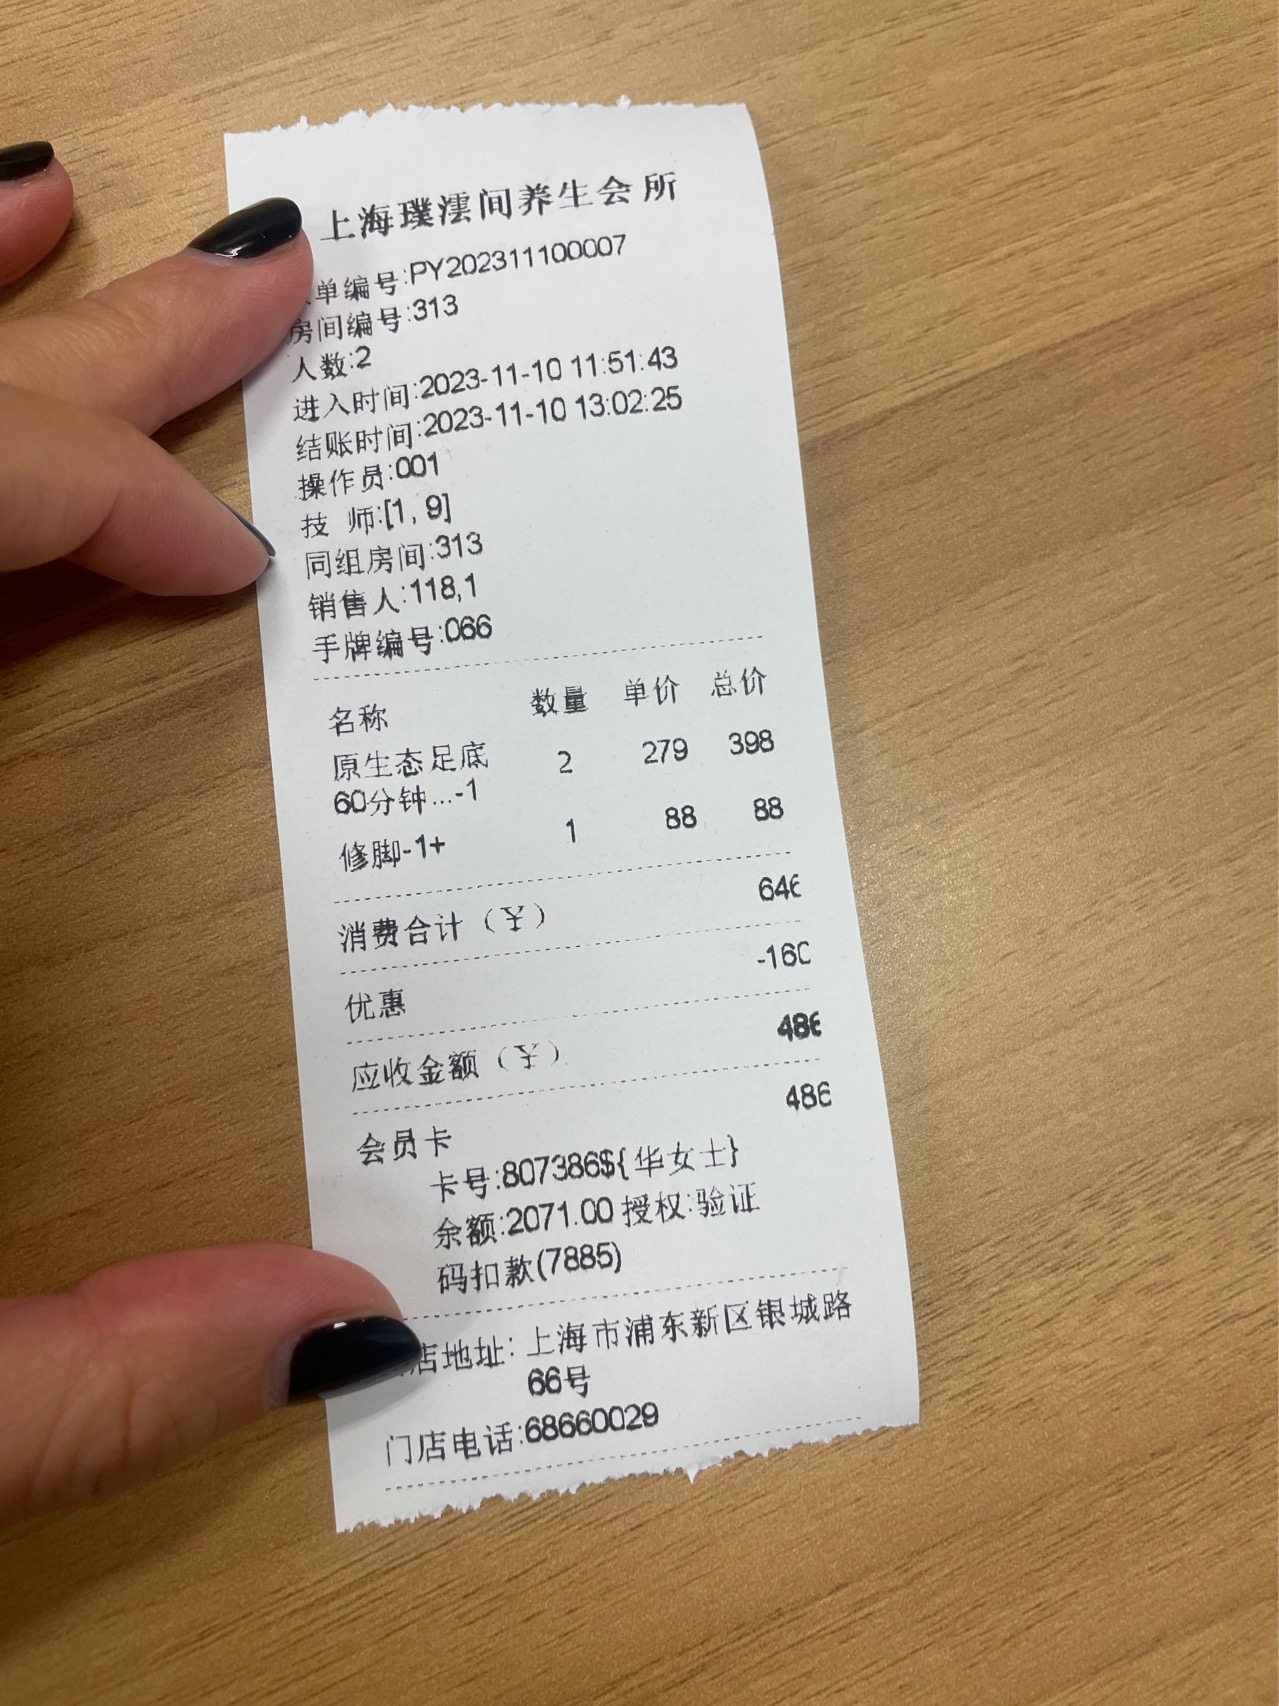 上海璞澐间养生会所
单编号:PY202311100007
房间编号:313
人数:2
进入时间:2023-11-10 11:51:43
结账时间:2023-11-10 13:02:25
操作员:001
技 师:[1, 9]
同组房间:313
销售人:118,1
手牌编号:066
名称 数量 单价 总价
原生态足底 2 279 398
60分钟...-1
修脚-1+ 1 88 88
消费合计（￥） 646
优惠 -160
应收金额（￥） 486
会员卡 486
卡号:807386${华女士}
余额:2071.00 授权:验证
码扣款(7885)
店地址: 上海市浦东新区银城路
66号
门店电话:68660029